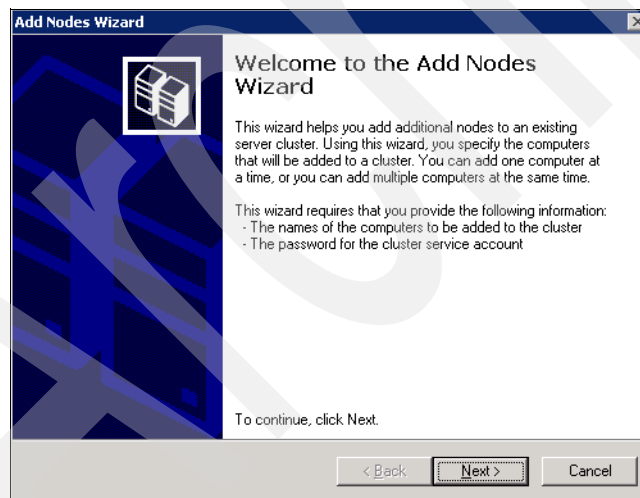 Add Nodes Wizard
Welcome to the Add Nodes
Wizard
This wizard helps you add additional nodes to an existing
server cluster. Using this wizard, you specify the computers
that will be added to a cluster. You can add one computer at
a time, or you can add multiple computers at the same time.
This wizard requires that you provide the following information:
- The names of the computers to be added to the cluster
- The password for the cluster service account
To continue, click Next.
< Back
Next >
Cancel